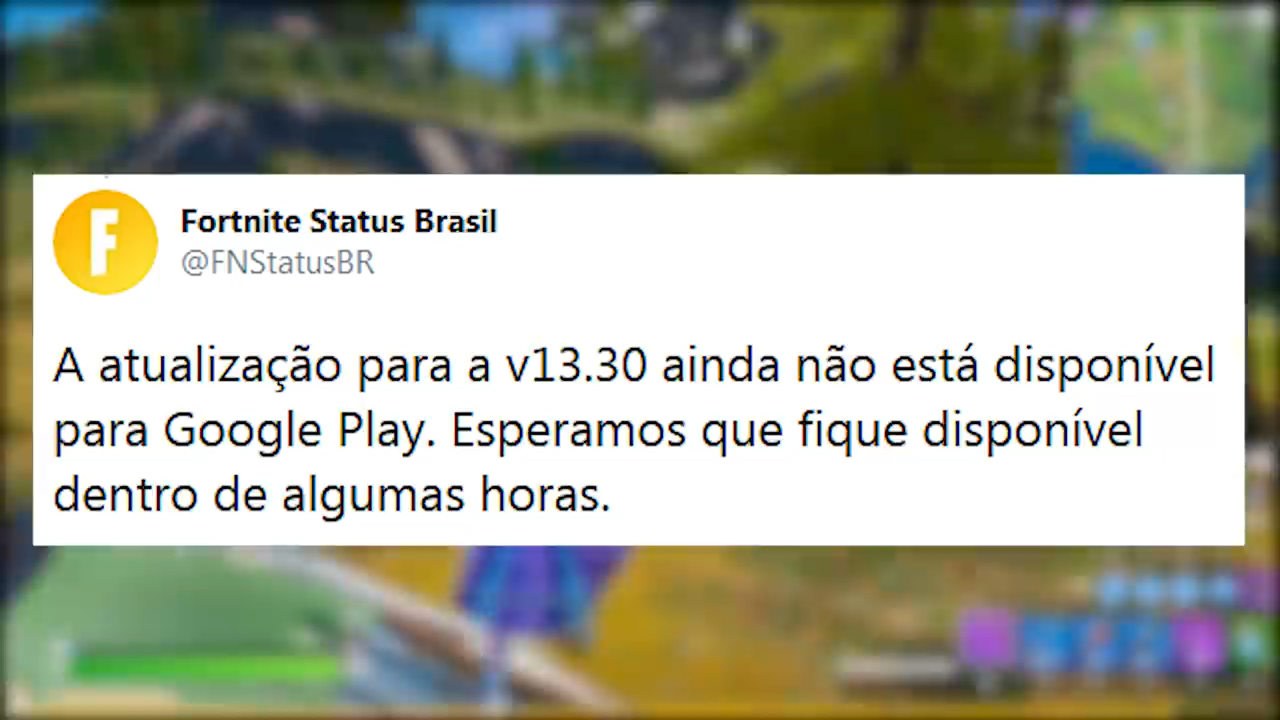 F
Fortnite Status Brasil
@FNStatusBR
A atualização para a v13.30 ainda não está disponível
para Google Play. Esperamos que fique disponível
dentro de algumas horas.